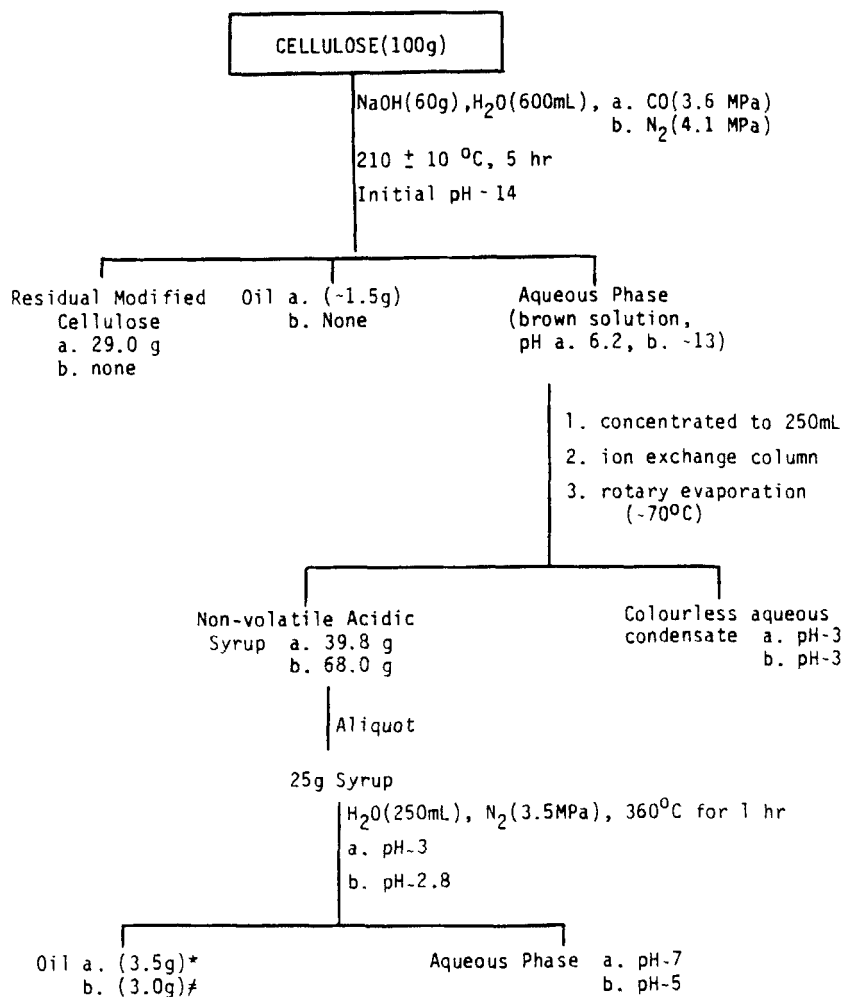 CELLULOSE(100g)
NaOH(60g),H2O(600mL), a. CO(3.6 MPa)
b. N2(4.1 MPa)
210 ± 10 ºC, 5 hr
Initial pH ~ 14
Residual Modified
Cellulose
a. 29.0 g
b. none
Oil a. (~1.5g)
b. None
Aqueous Phase
(brown solution,
pH a. 6.2, b. ~13)
1. concentrated to 250mL
2. ion exchange column
3. rotary evaporation
(~70ºC)
Non-volatile Acidic
Syrup a. 39.8 g
b. 68.0 g
Colourless aqueous
condensate a. pH~3
b. pH~3
Aliquot
25g Syrup
H2O(250mL), N2(3.5MPa), 360ºC for 1 hr
a. pH~3
b. pH~2.8
Oil a. (3.5g)*
b. (3.0g)≠
Aqueous Phase a. pH~7
b. pH~5